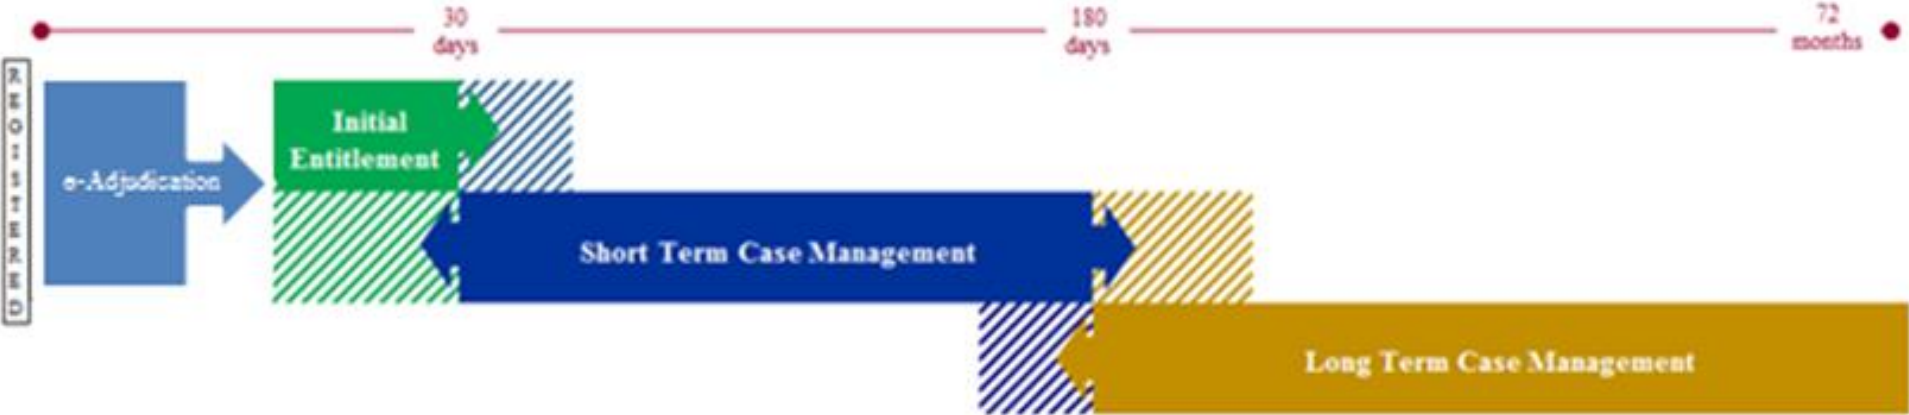 30
days
180
days
72
months
REGISTERED
e-Adjudication
Initial
Entitlement
Short Term Case Management
Long Term Case Management